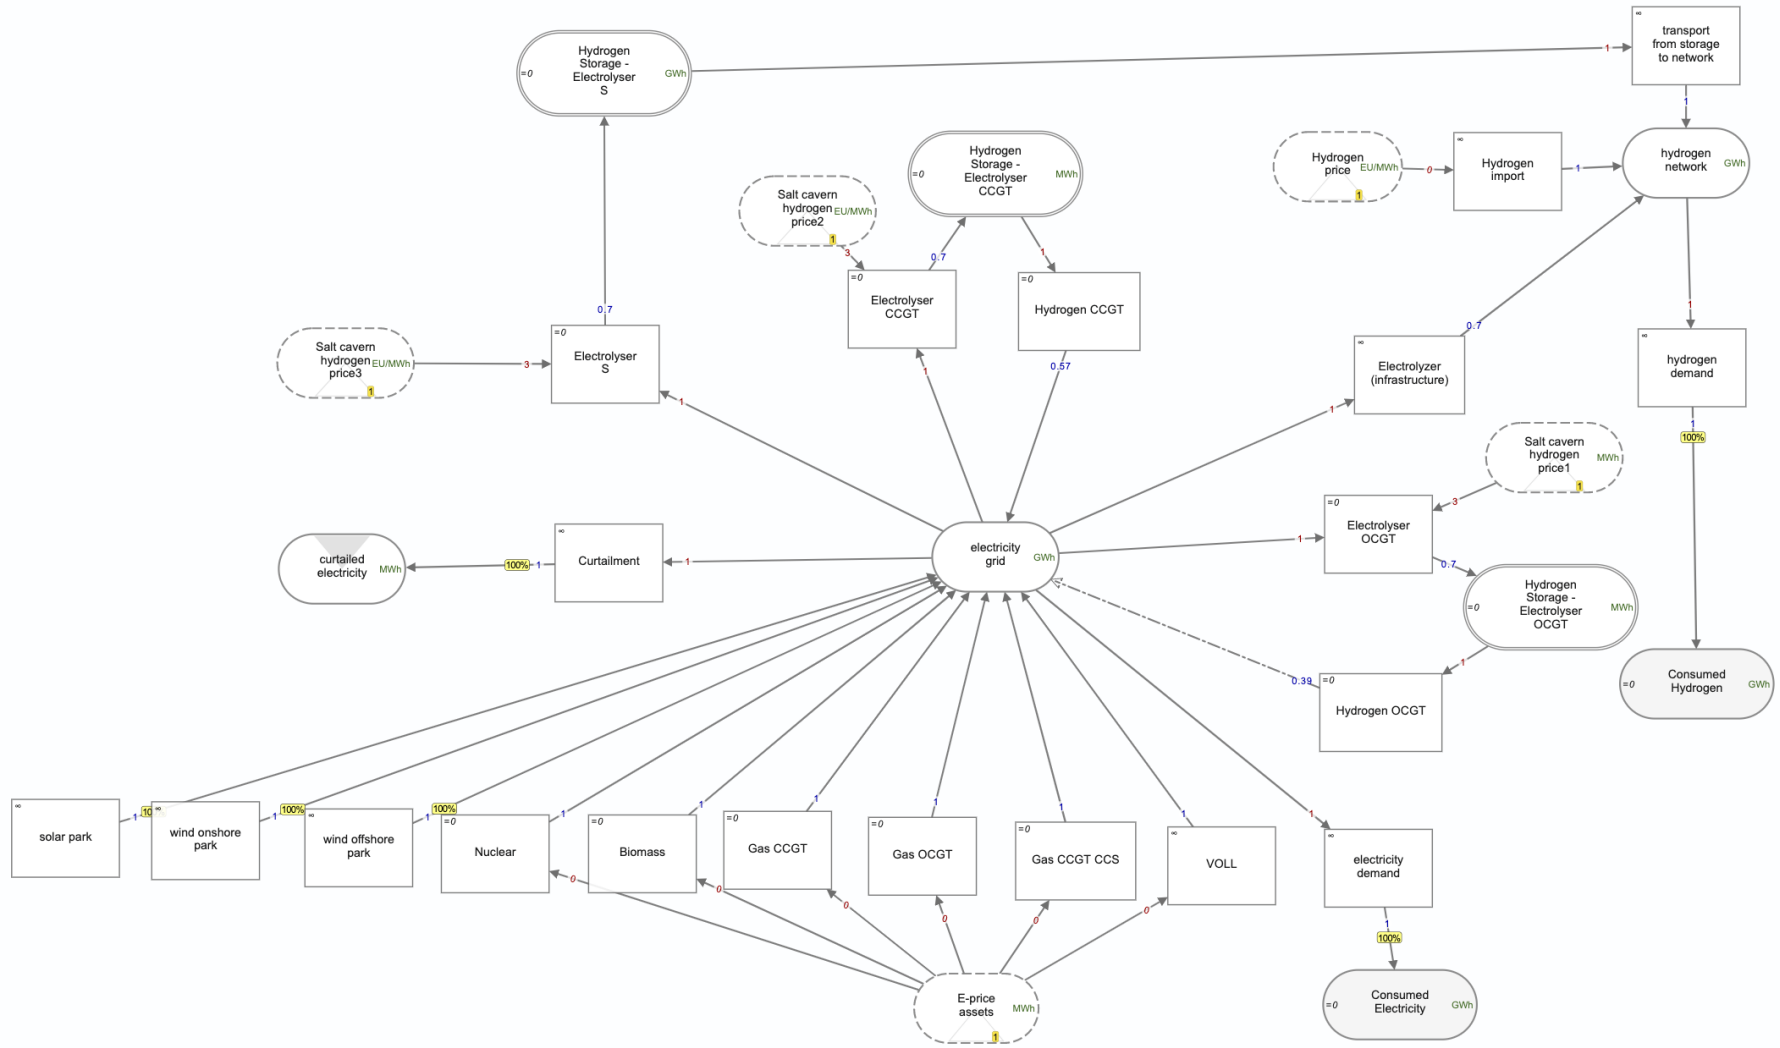 ∞
transport
from storage
to network
Hydrogen
Storage -
Electrolyser
S
=0
GWh
1
1
Hydrogen
Storage -
Electrolyser
CCGT
=0
MWh
Hydrogen
price
EU/MWh
1
0
∞
Hydrogen
import
1
hydrogen
network
GWh
Salt cavern
hydrogen
price2
EU/MWh
1
3
0.7
1
=0
Electrolyser
CCGT
=0
Hydrogen CCGT
0.7
1
Salt cavern
hydrogen
price3
EU/MWh
1
3
=0
Electrolyser
S
1
1
0.57
0.7
∞
Electrolyzer
(infrastructure)
1
∞
hydrogen
demand
1
100%
Salt cavern
hydrogen
price1
MWh
1
3
=0
Electrolyser
OCGT
1
0.7
electricity
grid
GWh
∞
Curtailment
1
1
100%
curtailed
electricity
MWh
Hydrogen
Storage -
Electrolyser
OCGT
=0
MWh
1
0.39
=0
Hydrogen OCGT
Consumed
Hydrogen
=0
GWh
∞
solar park
1
10
∞
wind onshore
park
1
100%
∞
wind offshore
park
1
100%
=0
Nuclear
1
=0
Biomass
1
=0
Gas CCGT
1
=0
Gas OCGT
1
=0
Gas CCGT CCS
1
∞
VOLL
1
1
∞
electricity
demand
0
0
0
0
0
0
1
100%
E-price
assets
MWh
1
Consumed
Electricity
=0
GWh